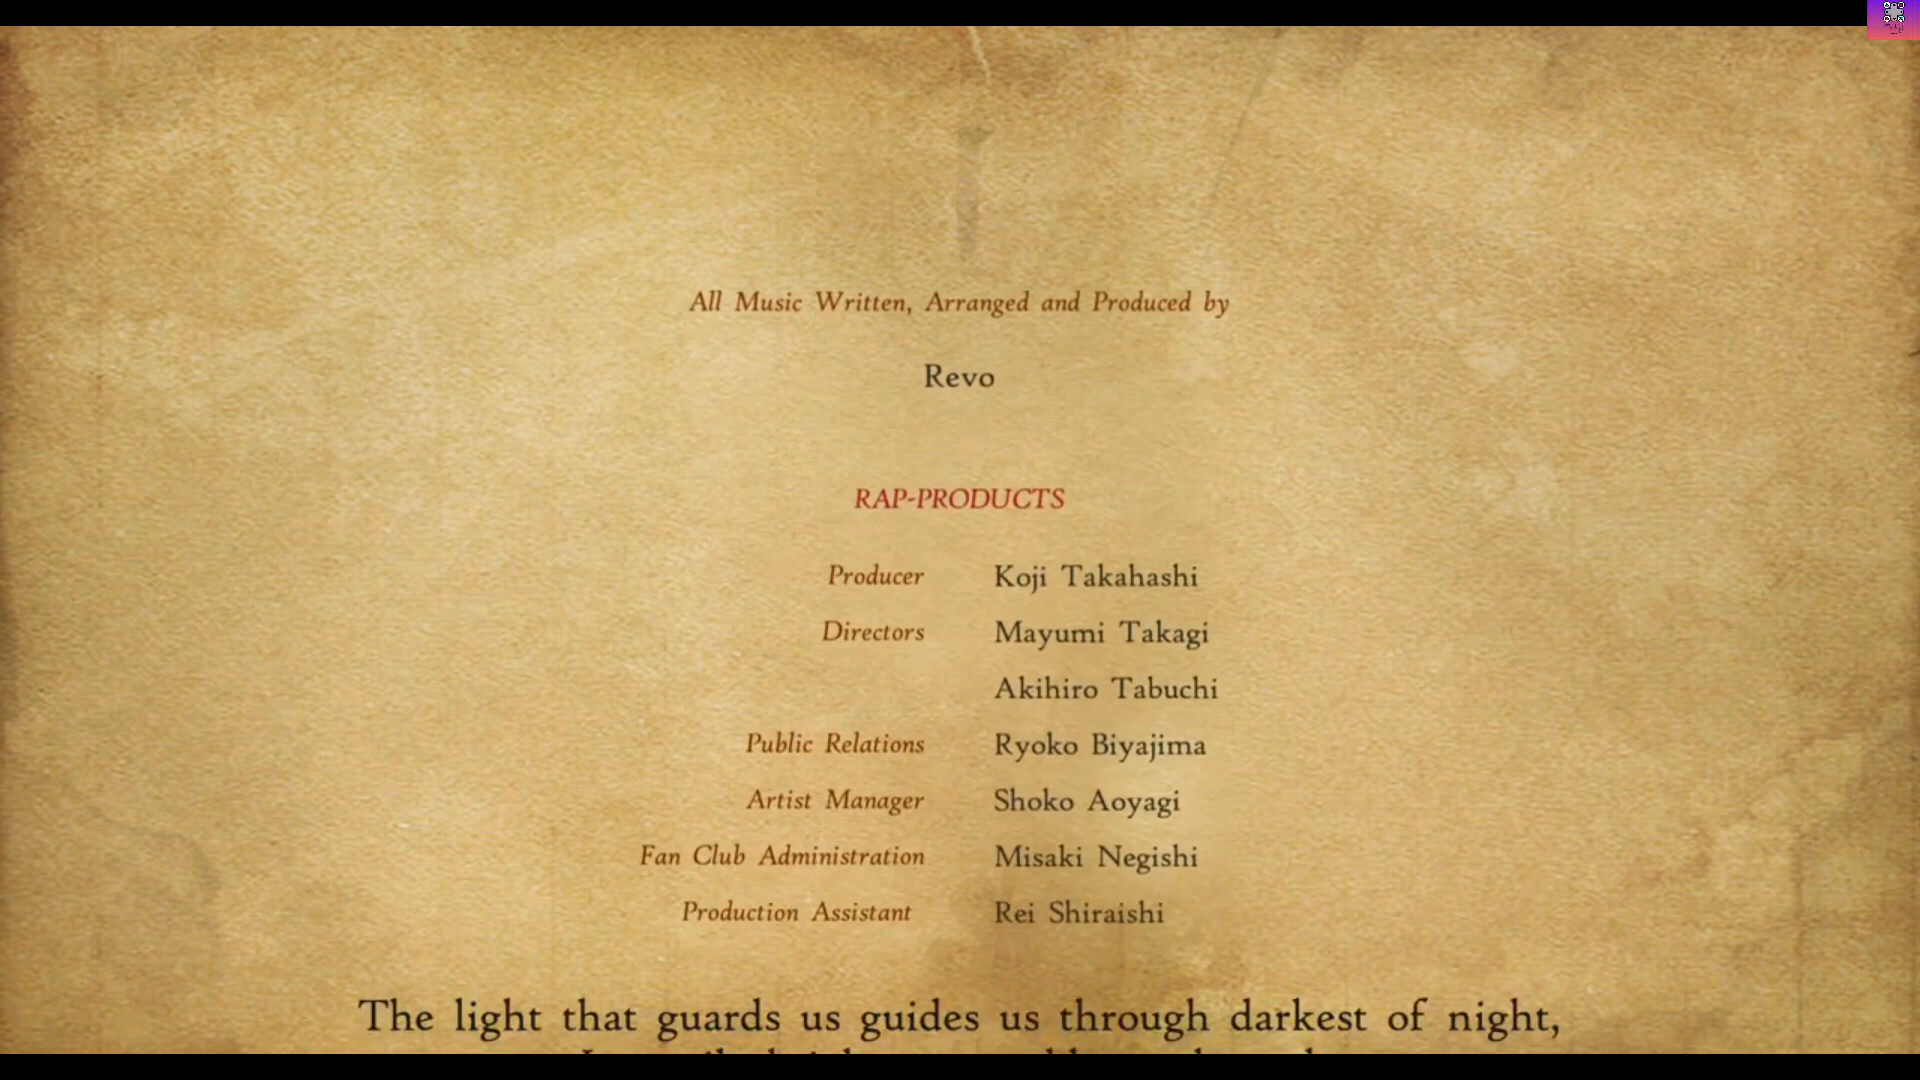 All Music Written, Arranged and Produced by
Revo
RAP-PRODUCTS
Producer Koji Takahashi
Directors Mayumi Takagi
Akihiro Tabuchi
Public Relations Ryoko Biyajima
Artist Manager Shoko Aoyagi
Fan Club Administration Misaki Negishi
Production Assistant Rei Shiraishi
The light that guards us guides us through darkest of night,